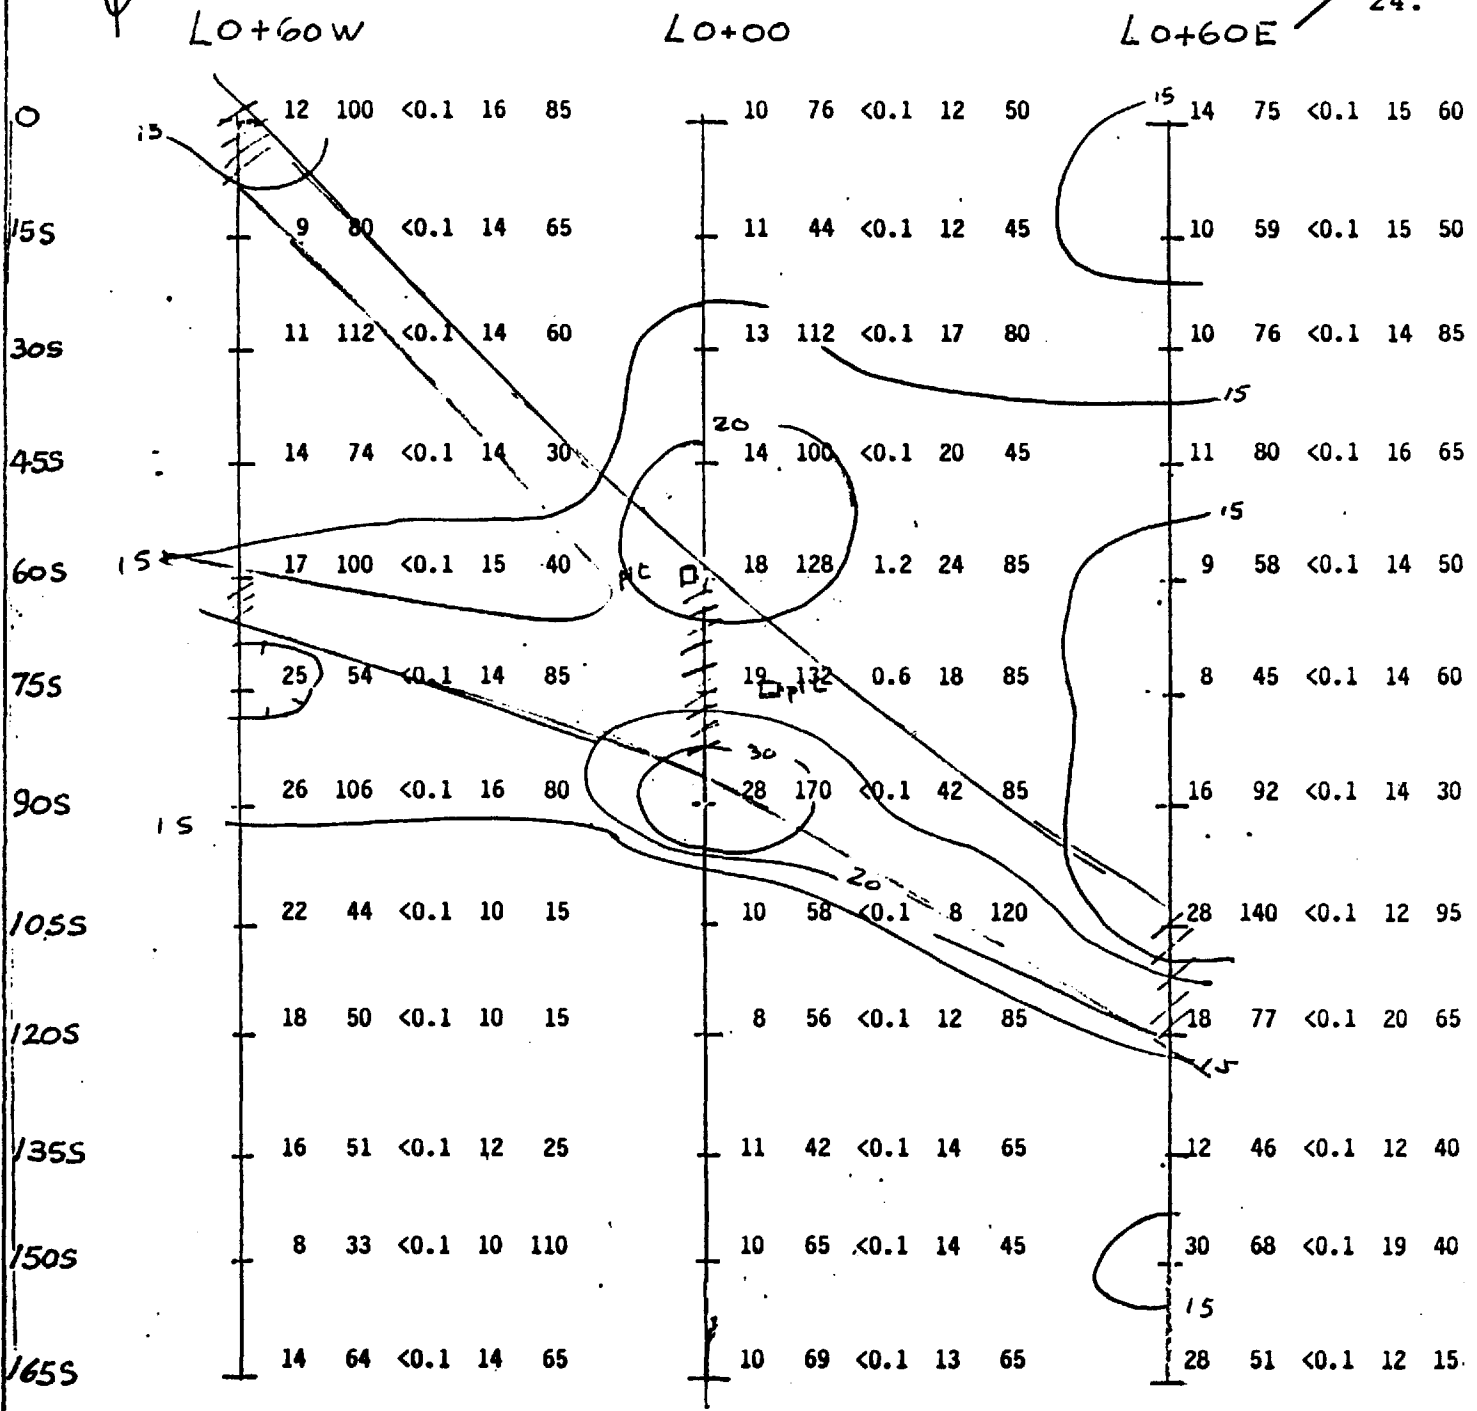 24.
L0+60W L0+00 L0+60E
0 12 100 <0.1 16 85 10 76 <0.1 12 50 15 14 75 <0.1 15 60
13
15S 9 80 <0.1 14 65 11 44 <0.1 12 45 10 59 <0.1 15 50
30S 11 112 <0.1 14 60 13 112 <0.1 17 80 10 76 <0.1 14 85
15
20
45S 14 74 <0.1 14 30 14 100 <0.1 20 45 11 80 <0.1 16 65
15
15 60S 17 100 <0.1 15 40 pit 18 128 1.2 24 85 9 58 <0.1 14 50
75S 25 54 <0.1 14 85 19 132 0.6 18 85 8 45 <0.1 14 60
pit
30
90S 26 106 <0.1 16 80 28 170 <0.1 42 85 16 92 <0.1 14 30
15
20
105S 22 44 <0.1 10 15 10 58 <0.1 8 120 28 140 <0.1 12 95
120S 18 50 <0.1 10 15 8 56 <0.1 12 85 18 77 <0.1 20 65
15
135S 16 51 <0.1 12 25 11 42 <0.1 14 65 12 46 <0.1 12 40
150S 8 33 <0.1 10 110 10 65 <0.1 14 45 30 68 <0.1 19 40
15
165S 14 64 <0.1 14 65 10 69 <0.1 13 65 28 51 <0.1 12 15